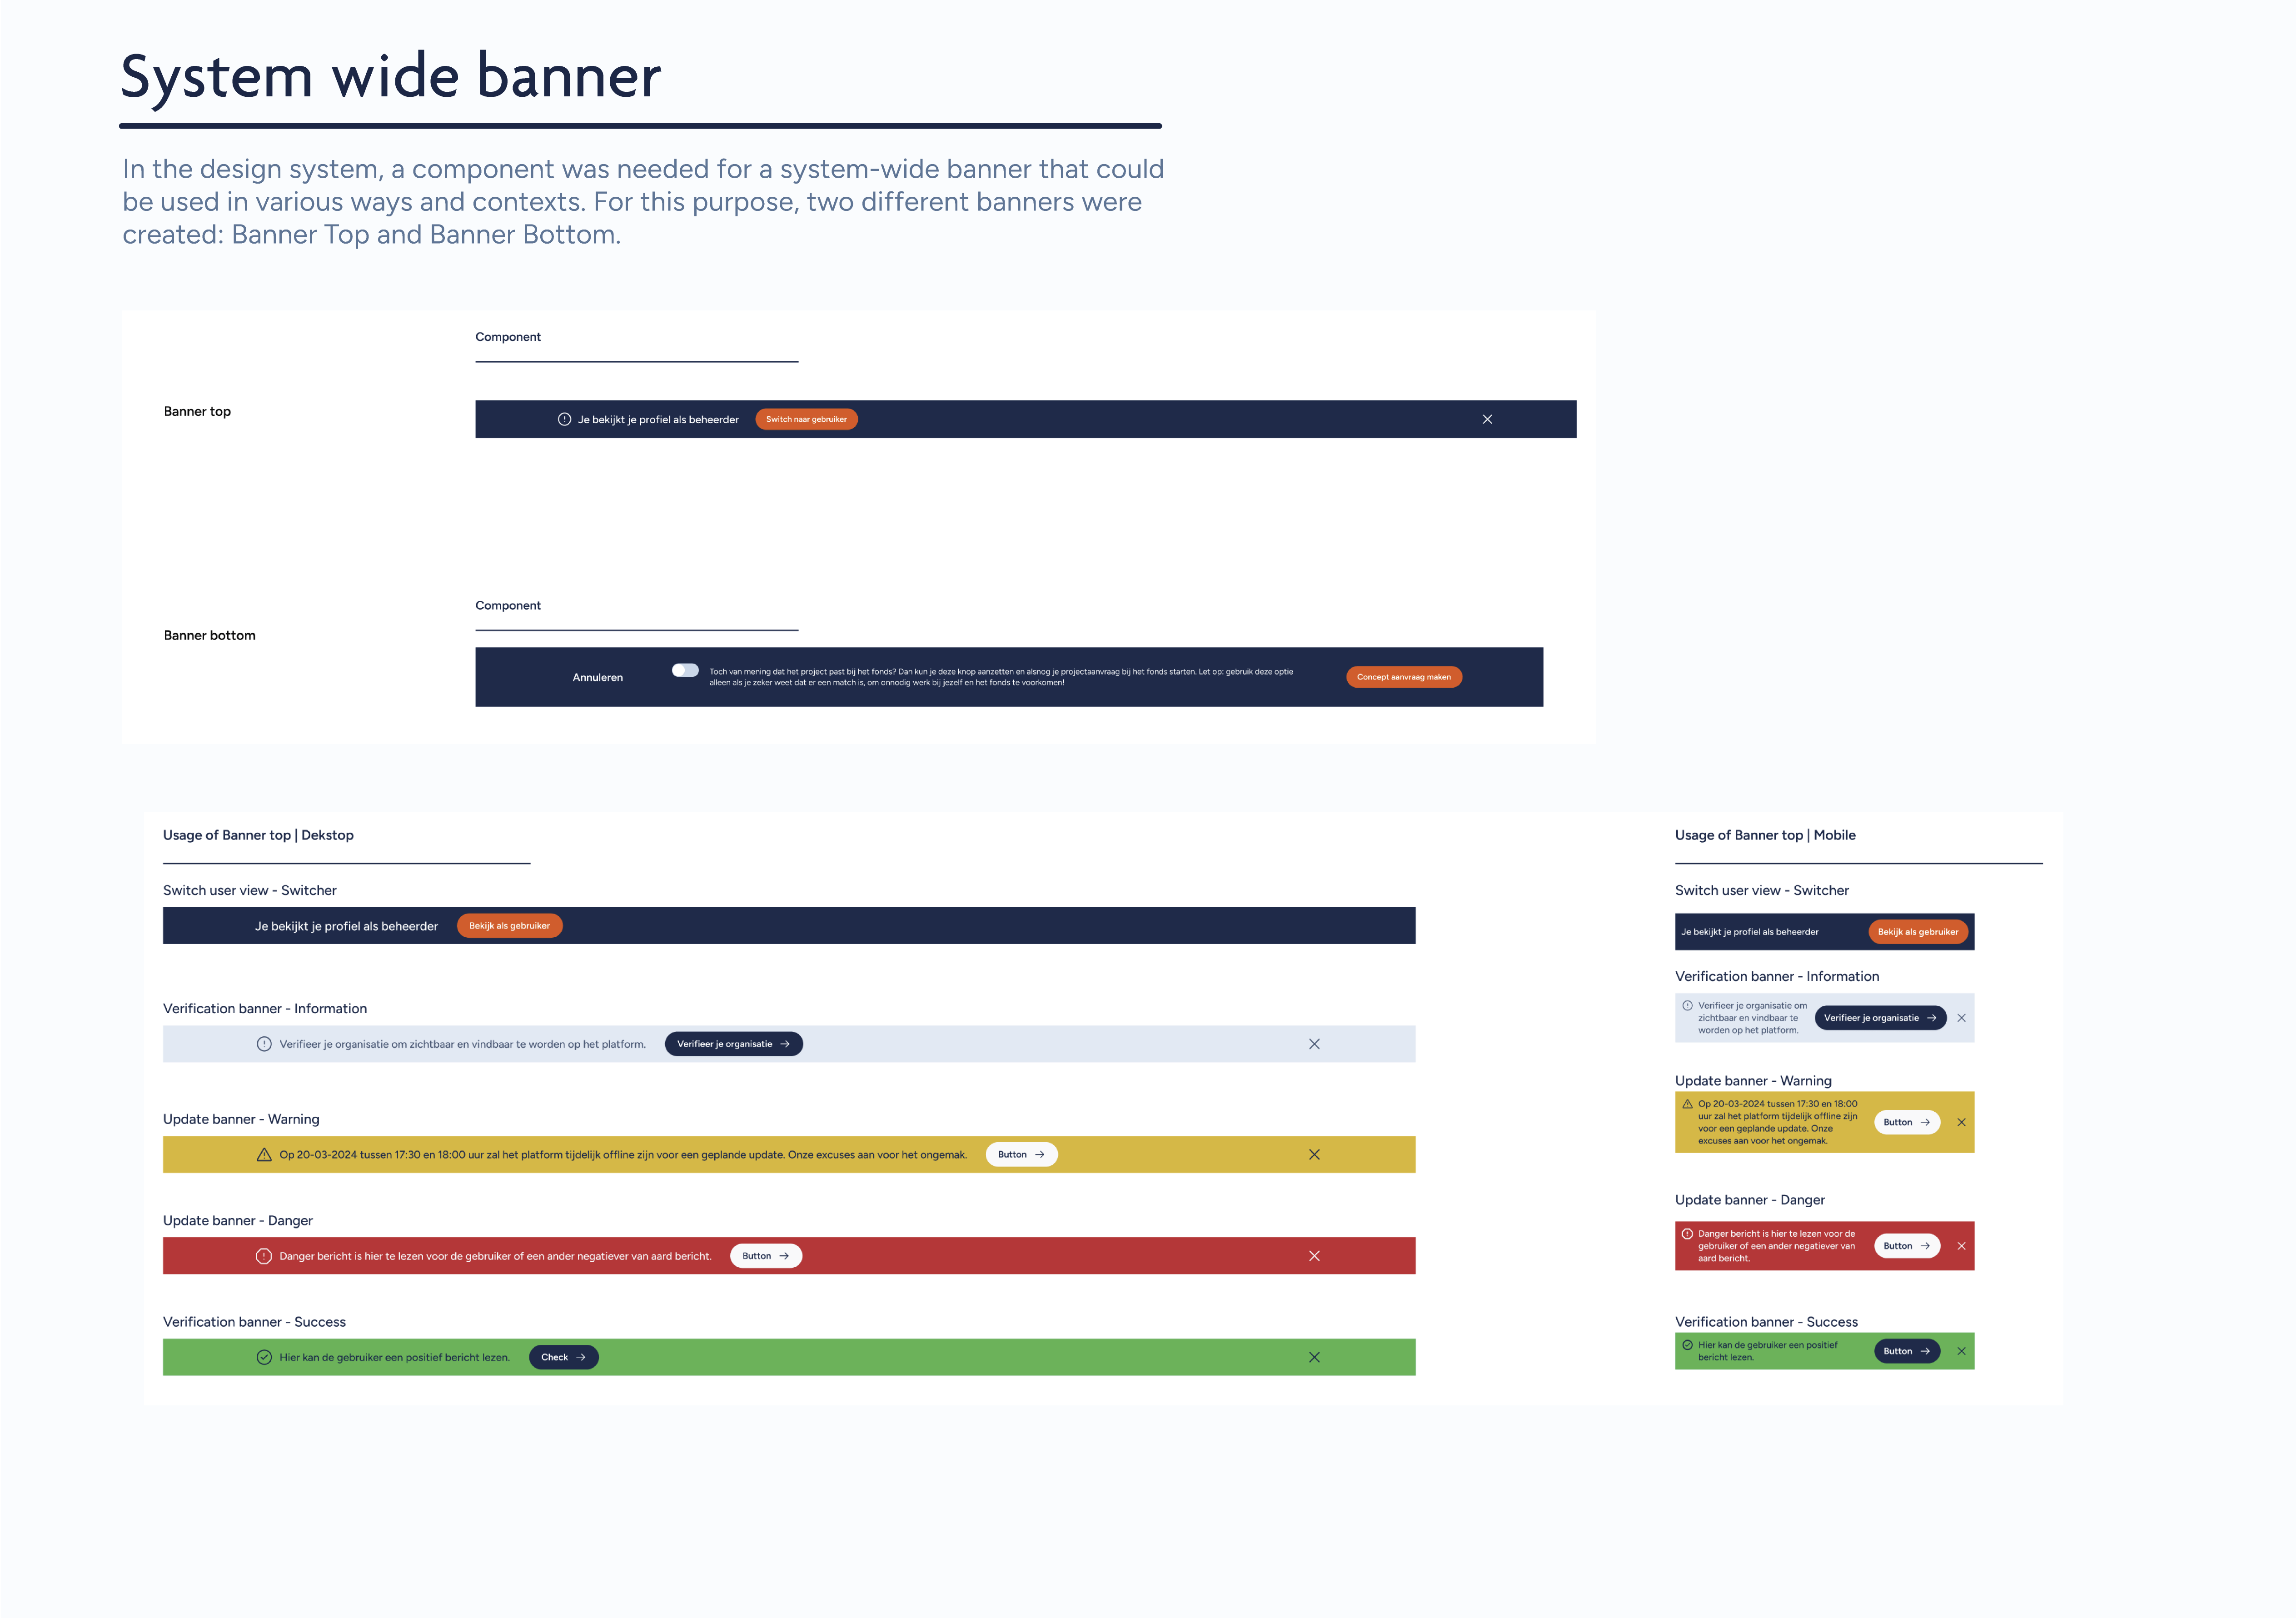 System wide banner
In the design system, a component was needed for a system-wide banner that could
be used in various ways and contexts. For this purpose, two different banners were
created: Banner Top and Banner Bottom.
Component
Banner top
Je bekijkt je profiel als beheerder
Switch naar gebruiker
Component
Banner bottom
Annuleren
Toch van mening dat het project past bij het fonds? Dan kun je deze knop aanzetten en alsnog je projectaanvraag bij het fonds starten. Let op: gebruik deze optie
alleen als je zeker weet dat er een match is, om onnodig werk bij jezelf en het fonds te voorkomen!
Concept aanvraag maken
Usage of Banner top | Dekstop
Switch user view - Switcher
Je bekijkt je profiel als beheerder
Bekijk als gebruiker
Verification banner - Information
Verifieer je organisatie om zichtbaar en vindbaar te worden op het platform.
Verifieer je organisatie
Update banner - Warning
Op 20-03-2024 tussen 17:30 en 18:00 uur zal het platform tijdelijk offline zijn voor een geplande update. Onze excuses aan voor het ongemak.
Button
Update banner - Danger
Danger bericht is hier te lezen voor de gebruiker of een ander negatiever van aard bericht.
Button
Verification banner - Success
Hier kan de gebruiker een positief bericht lezen.
Check
Usage of Banner top | Mobile
Switch user view - Switcher
Je bekijkt je profiel als beheerder
Bekijk als gebruiker
Verification banner - Information
Verifieer je organisatie om
zichtbaar en vindbaar te
worden op het platform.
Verifieer je organisatie
Update banner - Warning
Op 20-03-2024 tussen 17:30 en 18:00
uur zal het platform tijdelijk offline zijn
voor een geplande update. Onze
excuses aan voor het ongemak.
Button
Update banner - Danger
Danger bericht is hier te lezen voor de
gebruiker of een ander negatiever van
aard bericht.
Button
Verification banner - Success
Hier kan de gebruiker een positief
bericht lezen.
Button